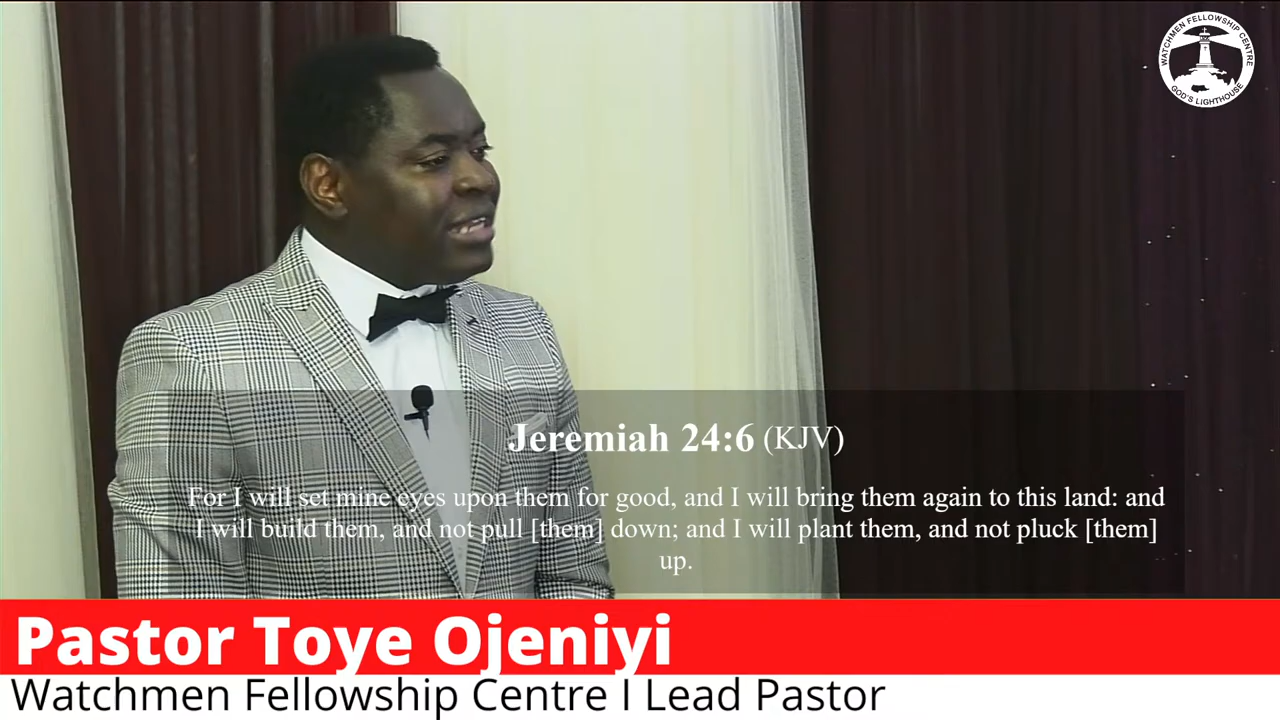 WATCHMEN FELLOWSHIP CENTRE
GOD'S LIGHTHOUSE
Jeremiah 24:6 (KJV)
For I will set mine eyes upon them for good, and I will bring them again to this land: and
I will build them, and not pull [them] down; and I will plant them, and not pluck [them]
up.
Pastor Toye Ojeniyi
Watchmen Fellowship Centre I Lead Pastor